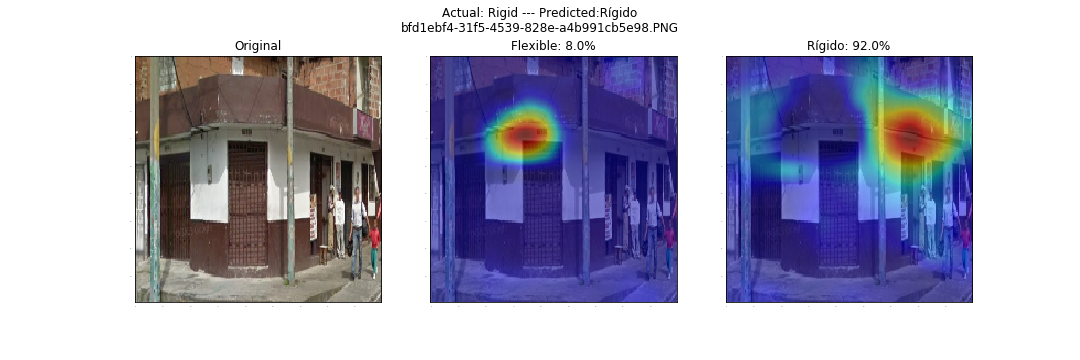 Actual: Rigid --- Predicted:Rígido
bfd1ebf4-31f5-4539-828e-a4b991cb5e98.PNG
Original
Flexible: 8.0%
Rígido: 92.0%